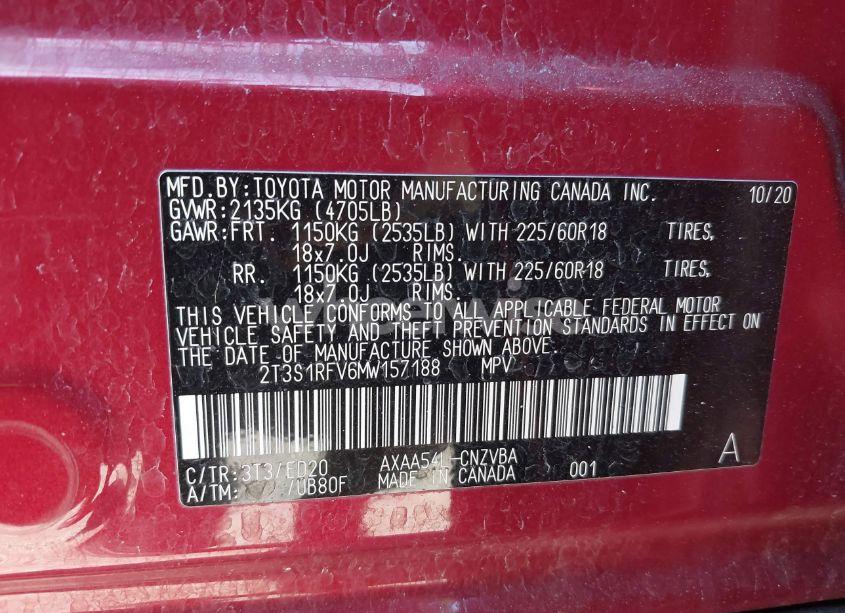 MFD.BY:TOYOTA MOTOR MANUFACTURING CANADA INC. 10/20
GVWR:2135KG (4705LB)
GAWR:FRT. 1150KG (2535LB) WITH 225/60R18 TIRES,
18x7.0J RIMS.
RR. 1150KG (2535LB) WITH 225/60R18 TIRES,
18x7.0J RIMS.
THIS VEHICLE CONFORMS TO ALL APPLICABLE FEDERAL MOTOR
VEHICLE SAFETY AND THEFT PREVENTION STANDARDS IN EFFECT ON
THE DATE OF MANUFACTURE SHOWN ABOVE.
2T3S1RFV6MW157188 MPV
C/TR:3T3/ED20 AXAA54L-CNZVBA 001 A
A/TM: /UB80F MADE IN CANADA